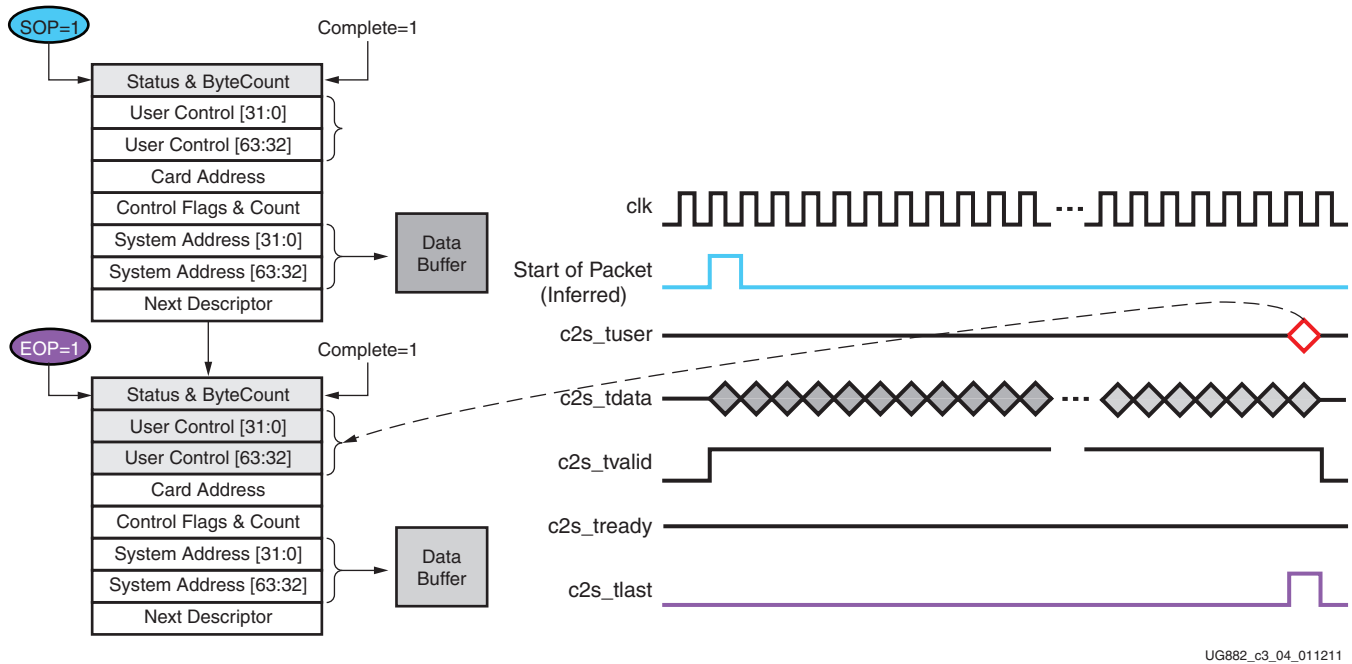 SOP=1
Complete=1
Status & ByteCount
User Control [31:0]
User Control [63:32]
Card Address
Control Flags & Count
System Address [31:0]
System Address [63:32]
Next Descriptor
Data
Buffer
EOP=1
Complete=1
Status & ByteCount
User Control [31:0]
User Control [63:32]
Card Address
Control Flags & Count
System Address [31:0]
System Address [63:32]
Next Descriptor
Data
Buffer
clk
Start of Packet
(Inferred)
c2s_tuser
c2s_tdata
c2s_tvalid
c2s_tready
c2s_tlast
UG882_c3_04_011211